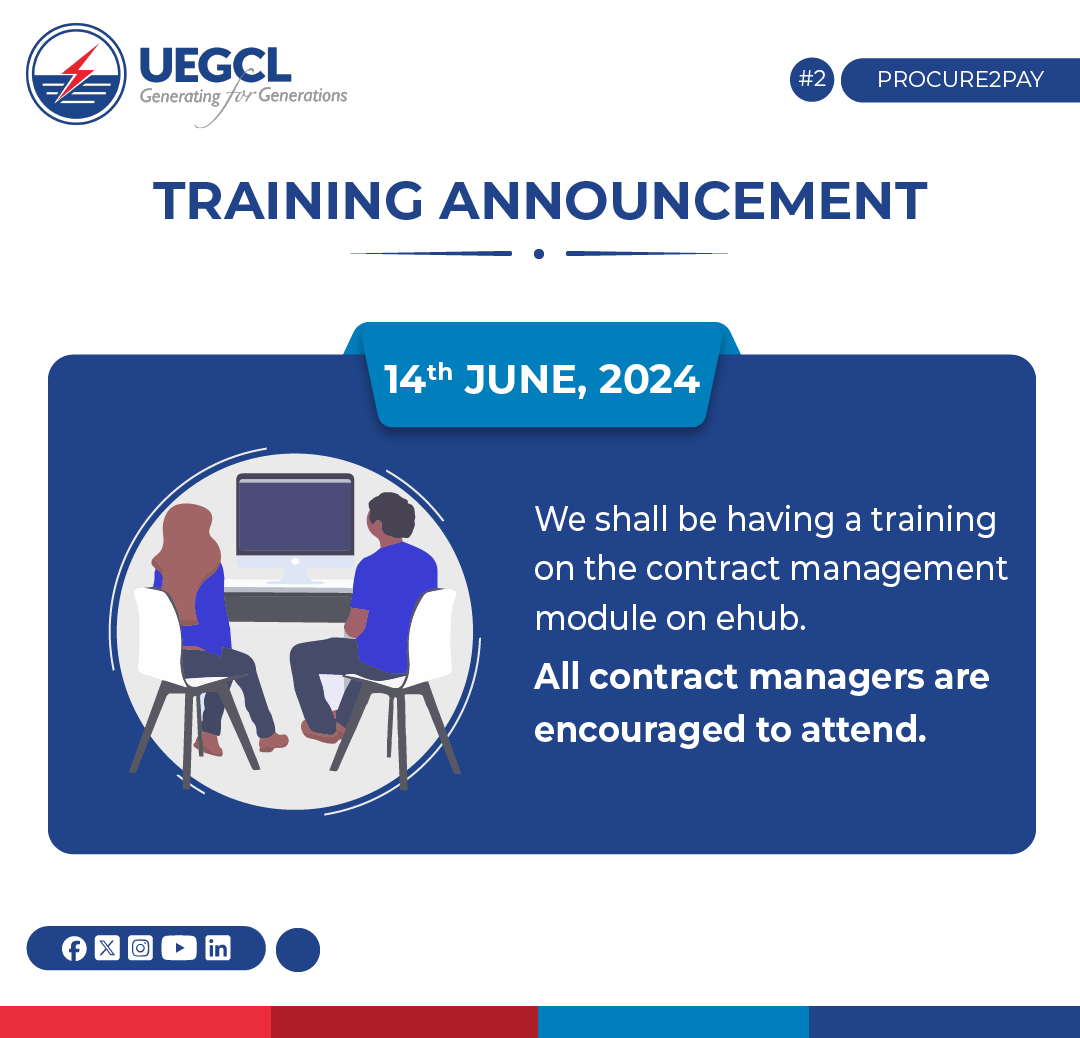 UEGCL
Generating for Generations
#2 PROCURE2PAY
TRAINING ANNOUNCEMENT
14th JUNE, 2024
We shall be having a training
on the contract management
module on ehub.
All contract managers are
encouraged to attend.